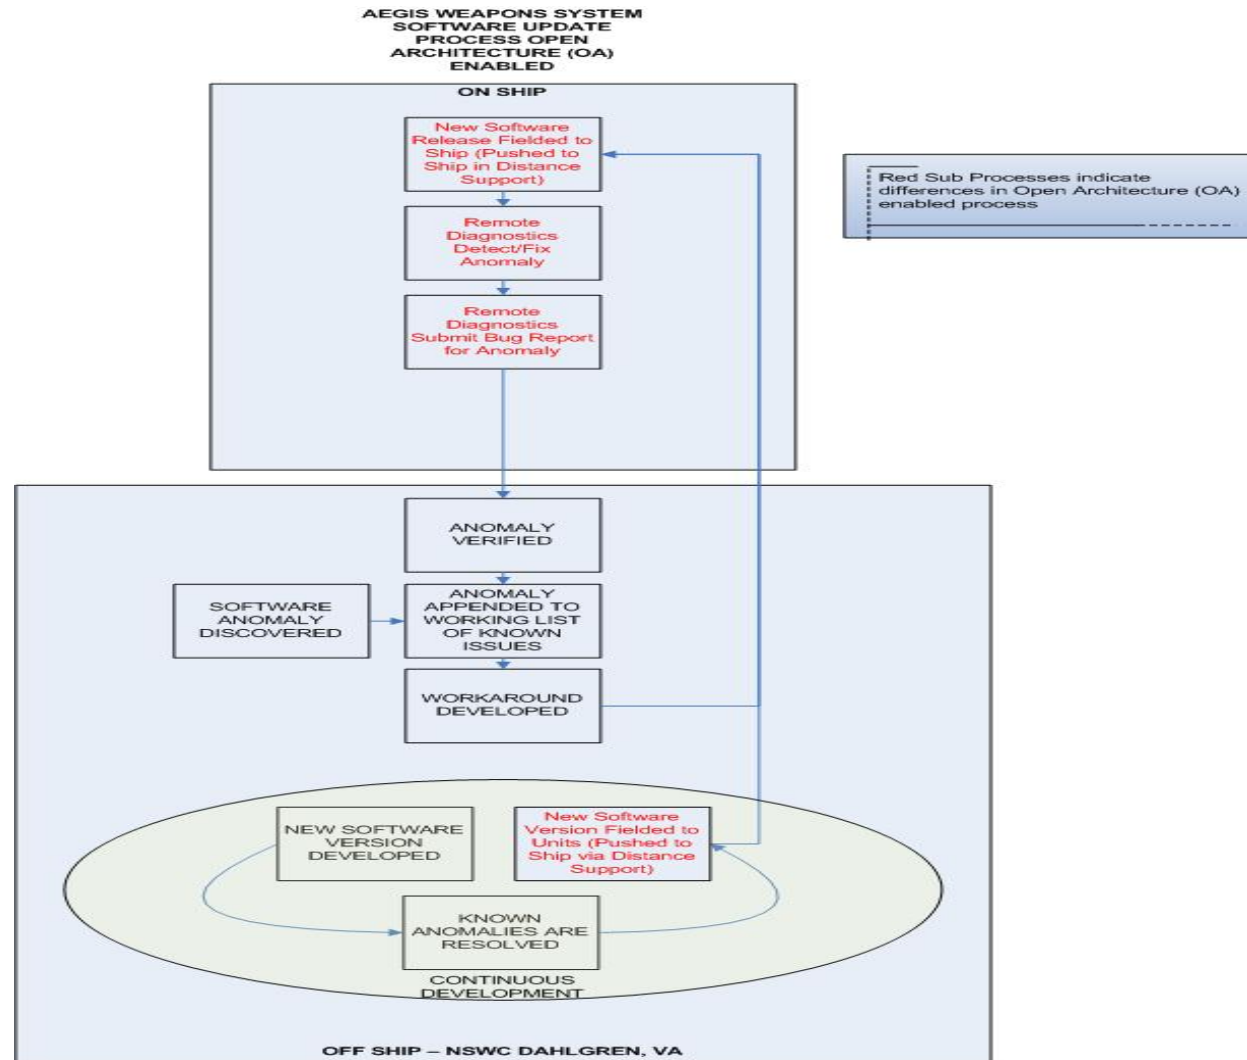 AEGIS WEAPONS SYSTEM
SOFTWARE UPDATE
PROCESS OPEN
ARCHITECTURE (OA)
ENABLED
ON SHIP
New Software
Release Fielded to
Ship (Pushed to
Ship in Distance
Support)
Red Sub Processes indicate
differences in Open Architecture (OA)
enabled process
Remote
Diagnostics
Detect/Fix
Anomaly
Remote
Diagnostics
Submit Bug Report
for Anomaly
ANOMALY
VERIFIED
SOFTWARE
ANOMALY
DISCOVERED
ANOMALY
APPENDED TO
WORKING LIST
OF KNOWN
ISSUES
WORKAROUND
DEVELOPED
NEW SOFTWARE
VERSION
DEVELOPED
New Software
Version Fielded to
Units (Pushed to
Ship via Distance
Support)
KNOWN
ANOMALIES ARE
RESOLVED
CONTINUOUS
DEVELOPMENT
OFF SHIP – NSWC DAHLGREN, VA